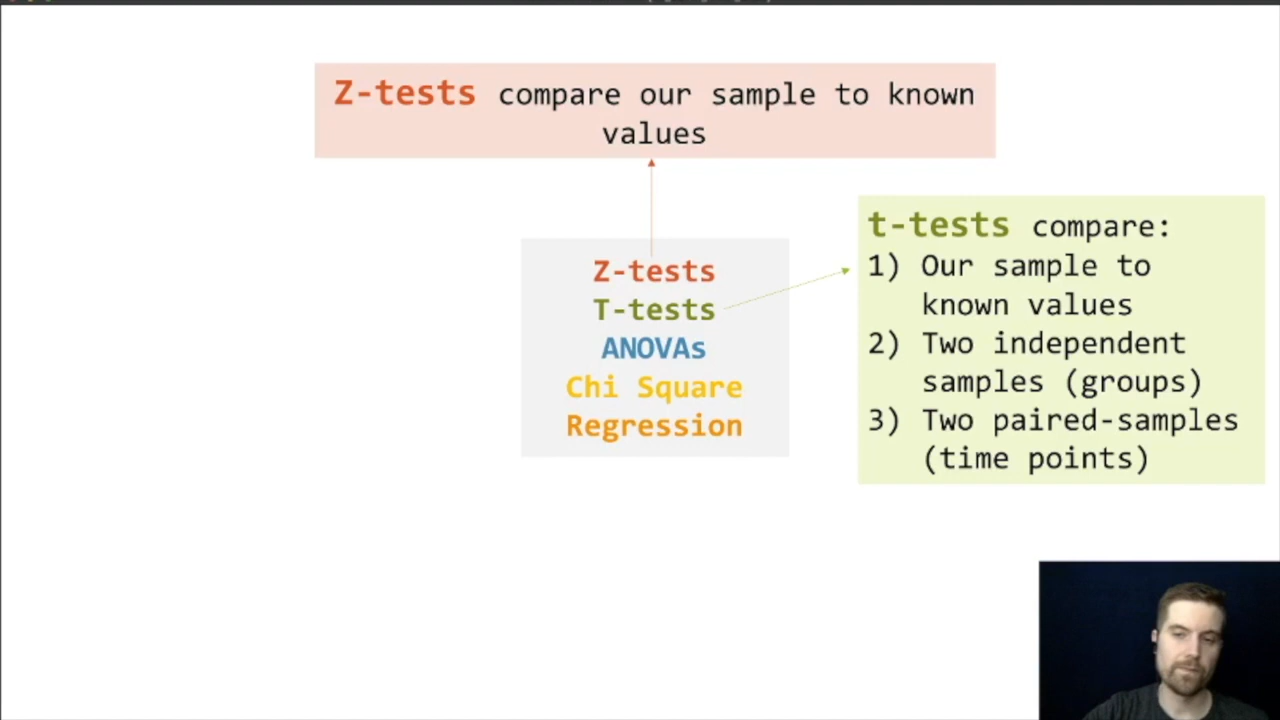 Z-tests compare our sample to known
values
Z-tests
T-tests
ANOVAs
Chi Square
Regression
t-tests compare:
1) Our sample to
known values
2) Two independent
samples (groups)
3) Two paired-samples
(time points)